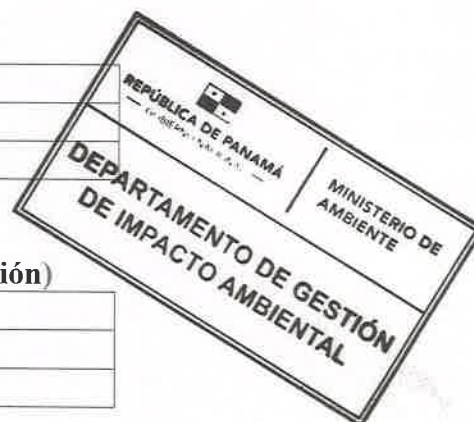 REPÚBLICA DE PANAMÁ
MINISTERIO DE
AMBIENTE
DEPARTAMENTO DE GESTIÓN
DE IMPACTO AMBIENTAL
ión)